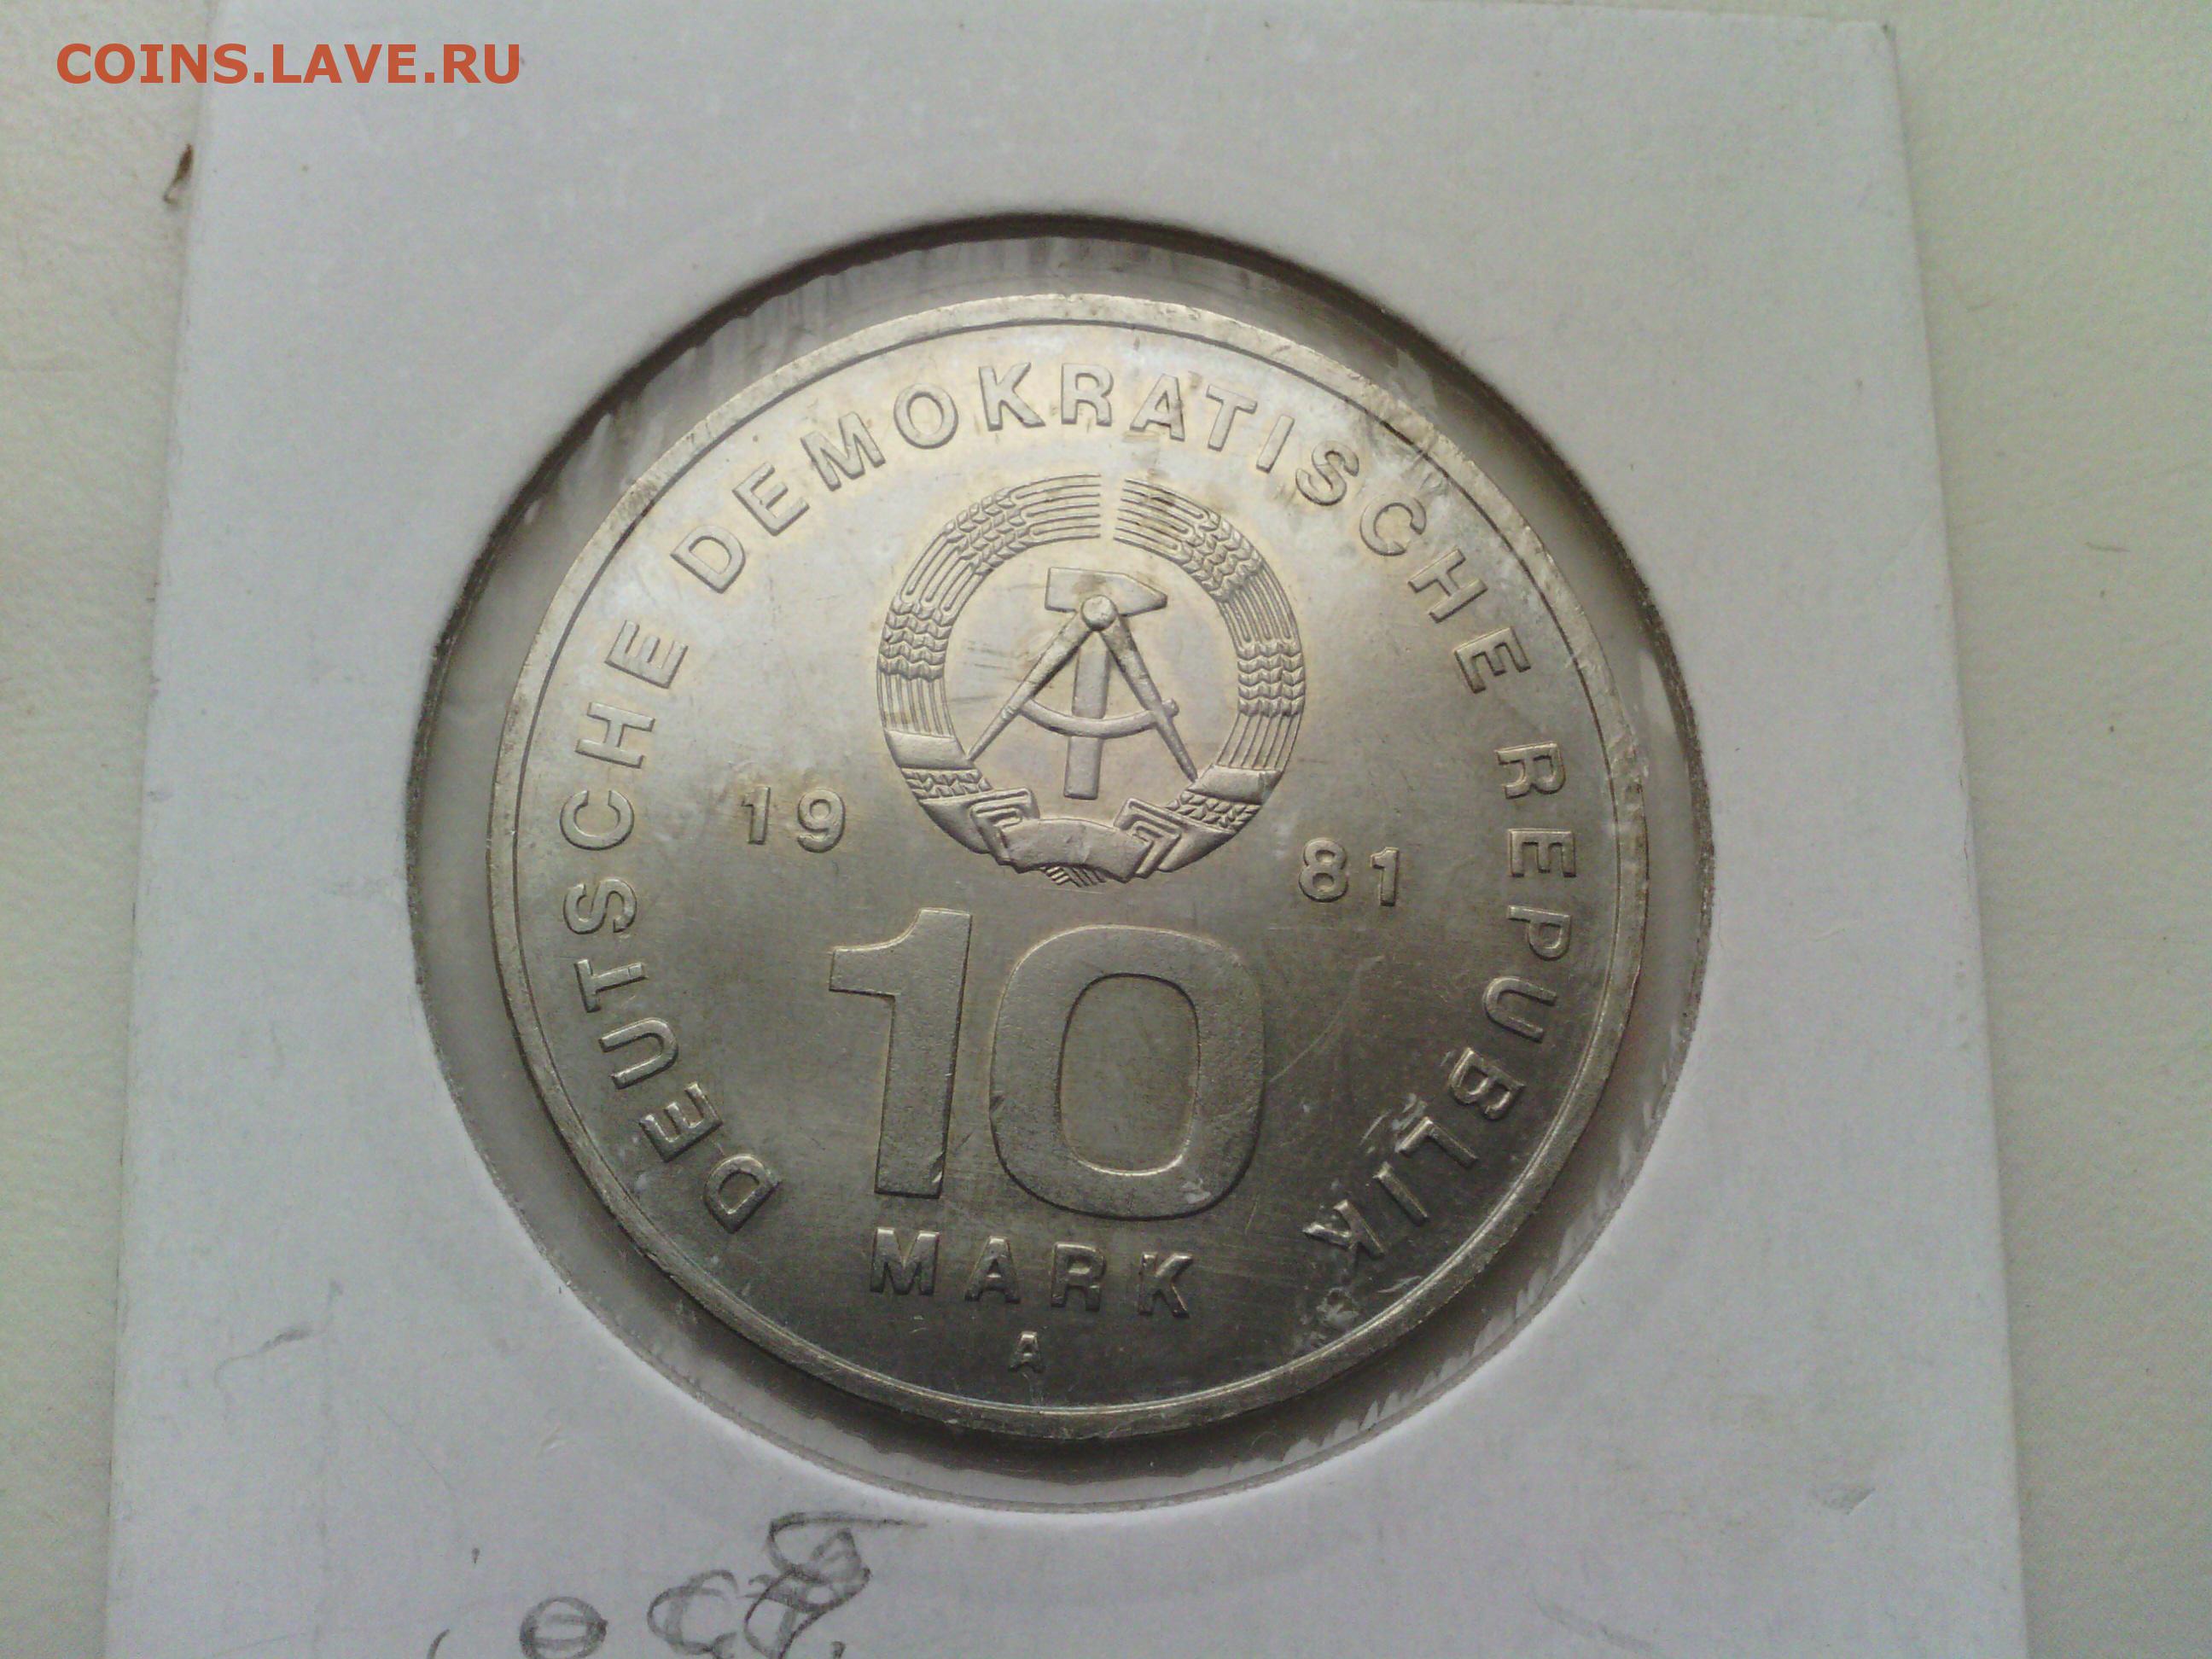 COINS.LAVE.RU
DEUTSCHE DEMOKRATISCHE REPUBLIK
19 81
10
MARK
A